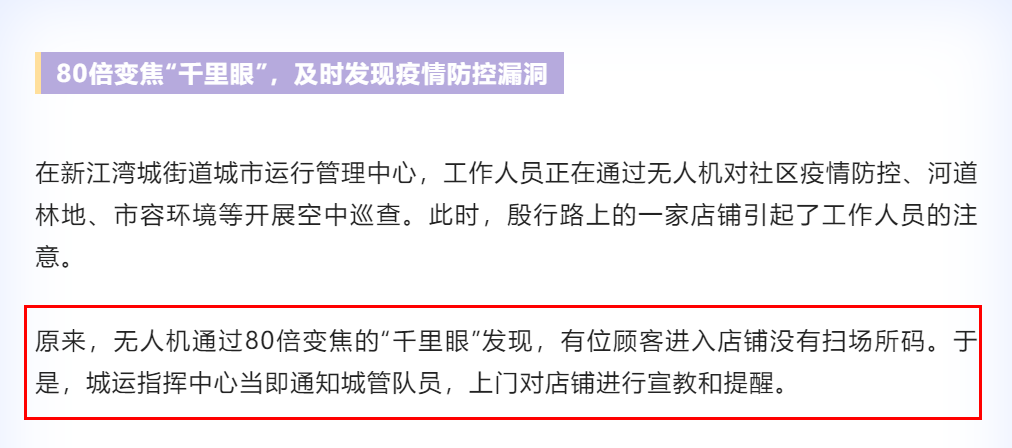 80倍变焦“千里眼”，及时发现疫情防控漏洞
在新江湾城街道城市运行管理中心，工作人员正在通过无人机对社区疫情防控、河道
林地、市容环境等开展空中巡查。此时，殷行路上的一家店铺引起了工作人员的注
意。
原来，无人机通过80倍变焦的“千里眼”发现，有位顾客进入店铺没有扫场所码。于
是，城运指挥中心当即通知城管队员，上门对店铺进行宣教和提醒。